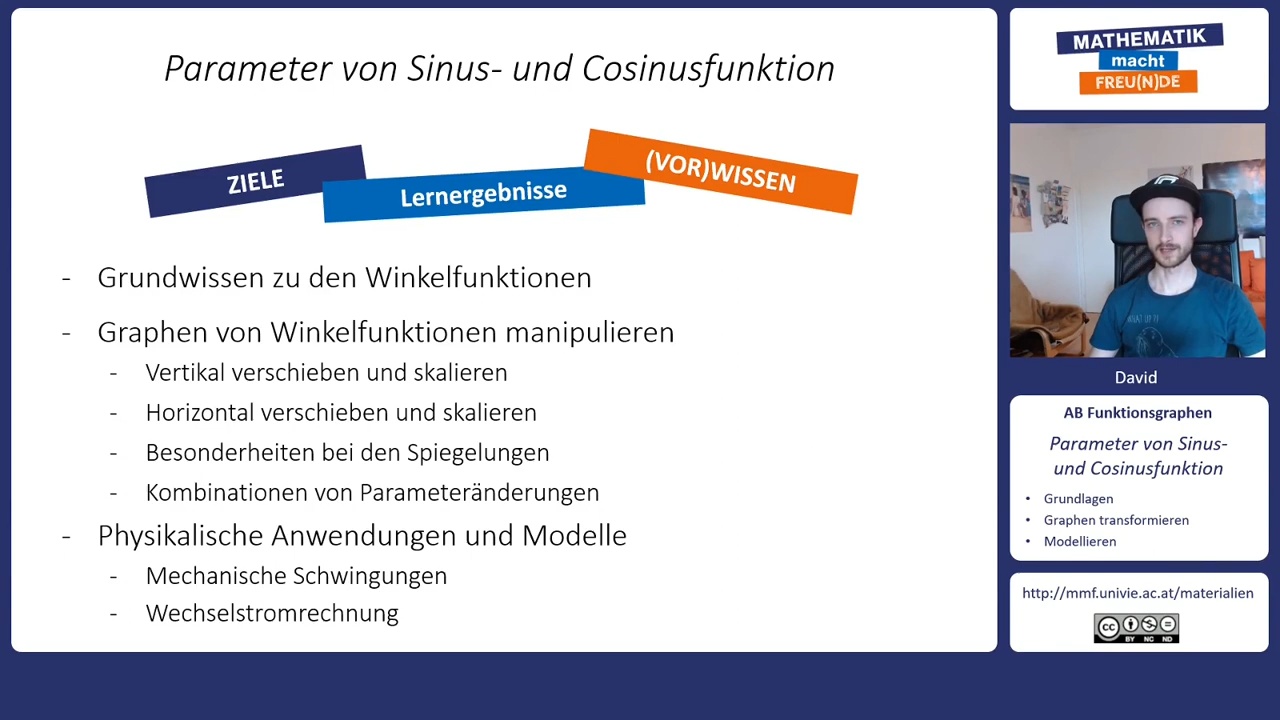 Parameter von Sinus- und Cosinusfunktion
ZIELE
Lernergebnisse
(VOR)WISSEN
- Grundwissen zu den Winkelfunktionen
- Graphen von Winkelfunktionen manipulieren
- Vertikal verschieben und skalieren
- Horizontal verschieben und skalieren
- Besonderheiten bei den Spiegelungen
- Kombinationen von Parameteränderungen
- Physikalische Anwendungen und Modelle
- Mechanische Schwingungen
- Wechselstromrechnung
MATHEMATIK
macht
FREU(N)DE
WHAT UP ?!
David
AB Funktionsgraphen
Parameter von Sinus-
und Cosinusfunktion
• Grundlagen
• Graphen transformieren
• Modellieren
http://mmf.univie.ac.at/materialien
cc
BY NC ND